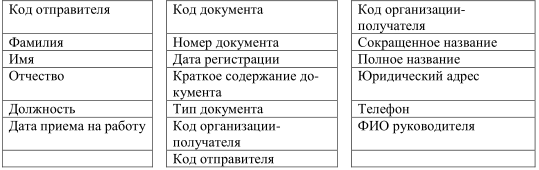 Код отправителя
Фамилия
Имя
Отчество
Должность
Дата приема на работу
Код документа
Номер документа
Дата регистрации
Краткое содержание до-
кумента
Тип документа
Код организации-
получателя
Код отправителя
Код организации-
получателя
Сокращенное название
Полное название
Юридический адрес
Телефон
ФИО руководителя